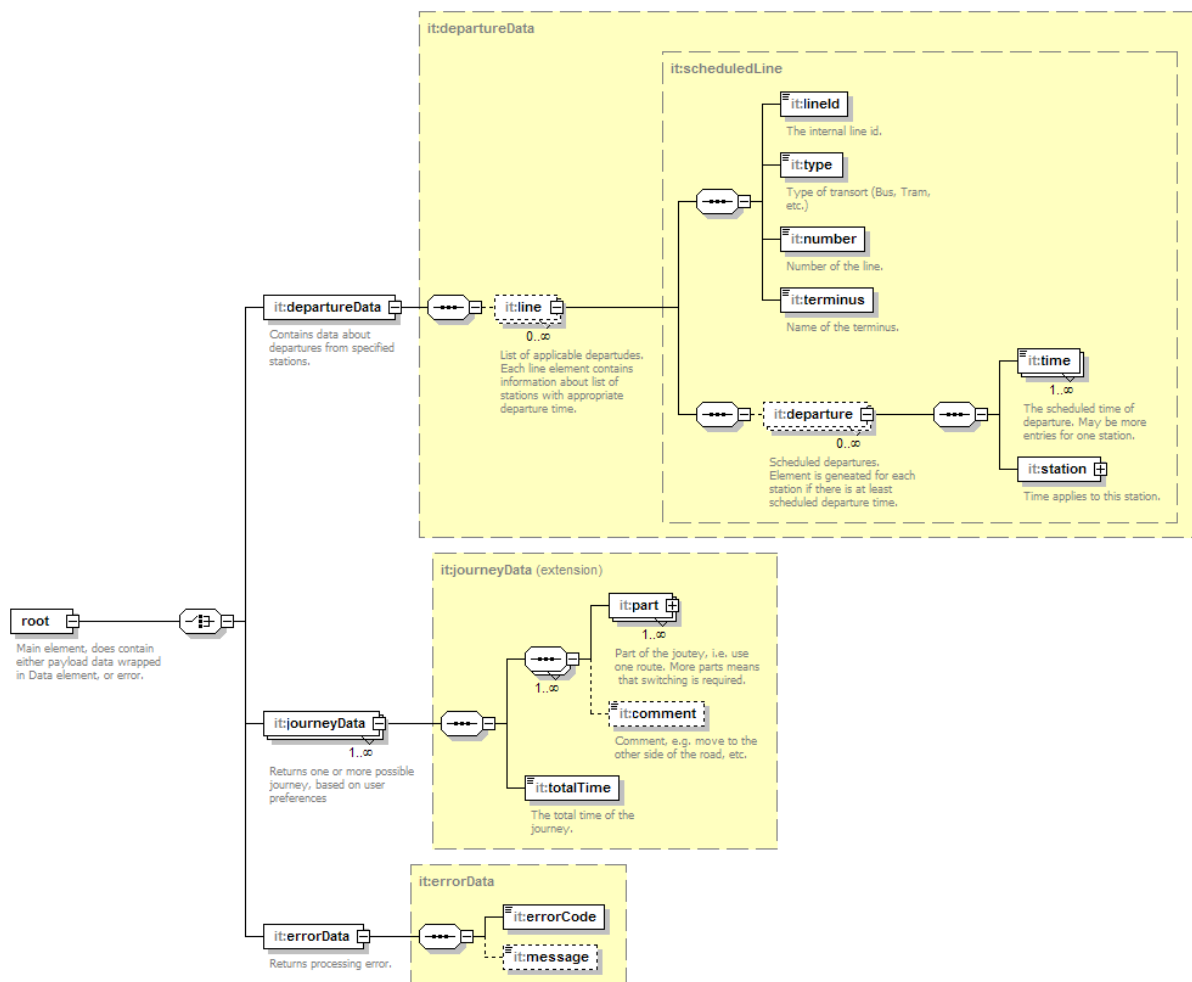 it:departureData
it:scheduledLine
it:lineId
The internal line id.
it:type
Type of transort (Bus, Tram,
etc.)
it:number
Number of the line.
it:terminus
Name of the terminus.
it:departureData
Contains data about
departures from specified
stations.
it:line
0..∞
List of applicable departudes.
Each line element contains
information about list of
stations with appropriate
departure time.
it:departure
0..∞
Scheduled departures.
Element is geneated for each
station if there is at least
scheduled departure time.
it:time
1..∞
The scheduled time of
departure. May be more
entries for one station.
it:station
Time applies to this station.
root
Main element, does contain
either payload data wrapped
in Data element, or error.
it:journeyData (extension)
it:journeyData
1..∞
Returns one or more possible
journey, based on user
preferences
1..∞
it:part
1..∞
Part of the joutey, i.e. use
one route. More parts means
that switching is required.
it:comment
Comment, e.g. move to the
other side of the road, etc.
it:totalTime
The total time of the
journey.
it:errorData
it:errorData
Returns processing error.
it:errorCode
it:message